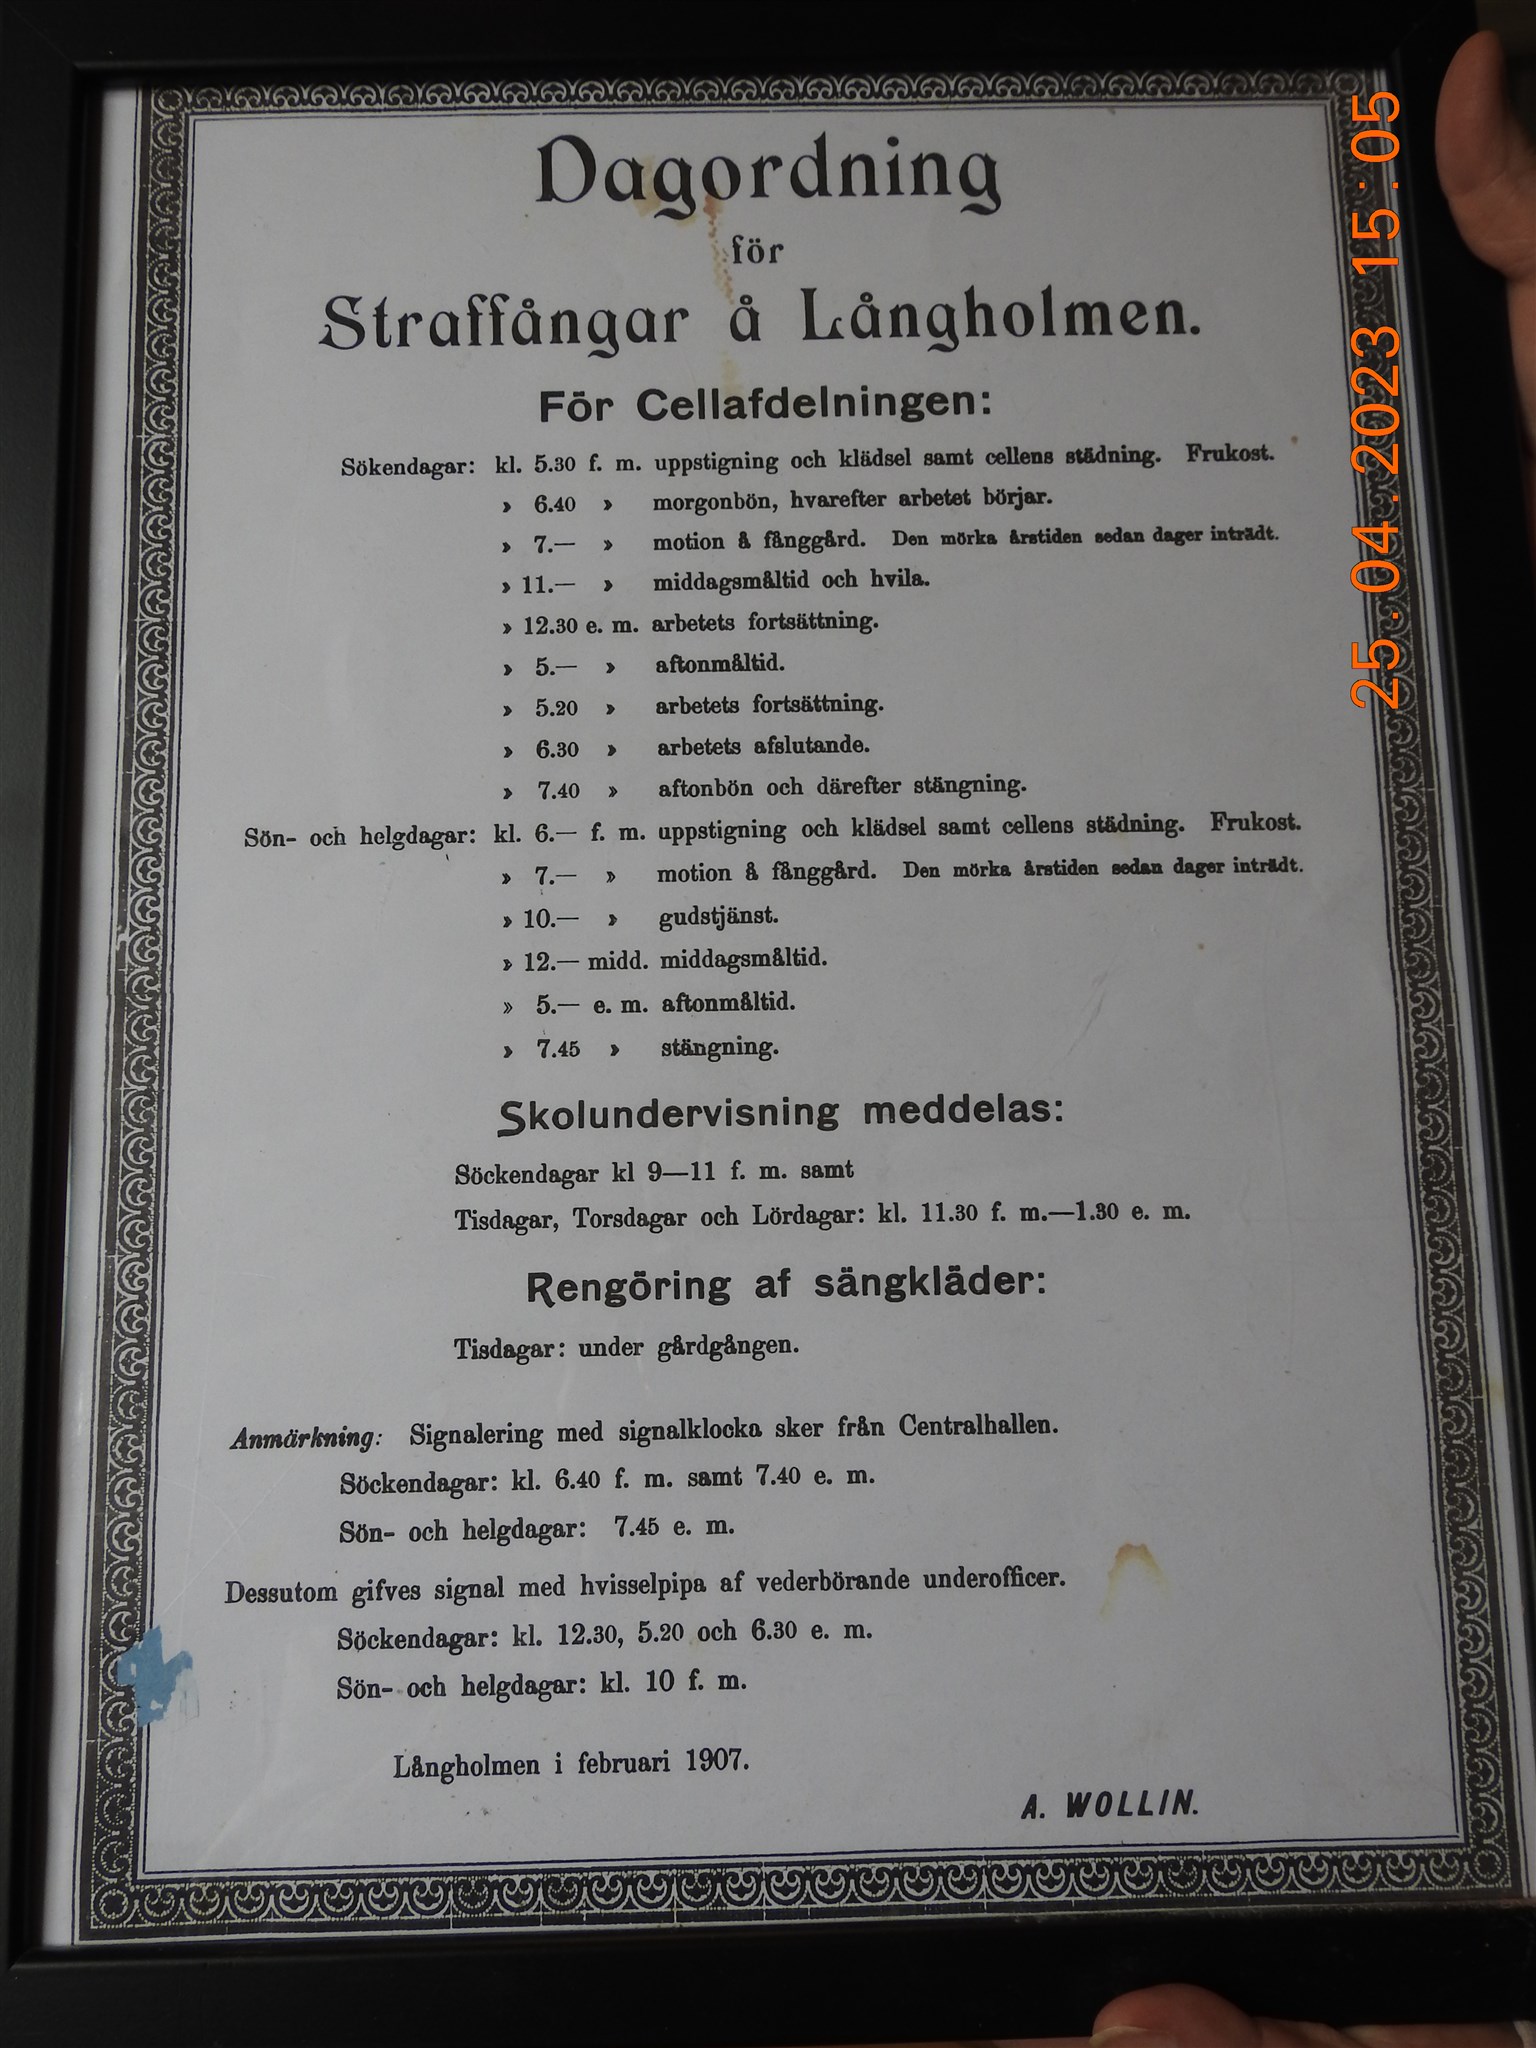 Dagordning
för
Straffångar å Långholmen.
För Cellafdelningen:
Sökendagar: kl. 5.30 f. m. uppstigning och klädsel samt cellens städning. Frukost.
» 6.40 » morgonbön, hvarefter arbetet börjar.
» 7.— » motion å fånggård. Den mörka årstiden sedan dager inträdt.
» 11.— » middagsmåltid och hvila.
» 12.30 e. m. arbetets fortsättning.
» 5.— » aftonmåltid.
» 5.20 » arbetets fortsättning.
» 6.30 » arbetets afslutande.
» 7.40 » aftonbön och därefter stängning.
Sön- och helgdagar: kl. 6.— f. m. uppstigning och klädsel samt cellens städning. Frukost.
» 7.— » motion å fånggård. Den mörka årstiden sedan dager inträdt.
» 10.— » gudstjänst.
» 12.— midd. middagsmåltid.
» 5.— e. m. aftonmåltid.
» 7.45 » stängning.
Skolundervisning meddelas:
Söckendagar kl 9—11 f. m. samt
Tisdagar, Torsdagar och Lördagar: kl. 11.30 f. m.—1.30 e. m.
Rengöring af sängkläder:
Tisdagar: under gårdgången.
Anmärkning: Signalering med signalklocka sker från Centralhallen.
Söckendagar: kl. 6.40 f. m. samt 7.40 e. m.
Sön- och helgdagar: 7.45 e. m.
Dessutom gifves signal med hvisselpipa af vederbörande underofficer.
Söckendagar: kl. 12.30, 5.20 och 6.30 e. m.
Sön- och helgdagar: kl. 10 f. m.
Långholmen i februari 1907.
A. WOLLIN.
25.04.2023 15:05